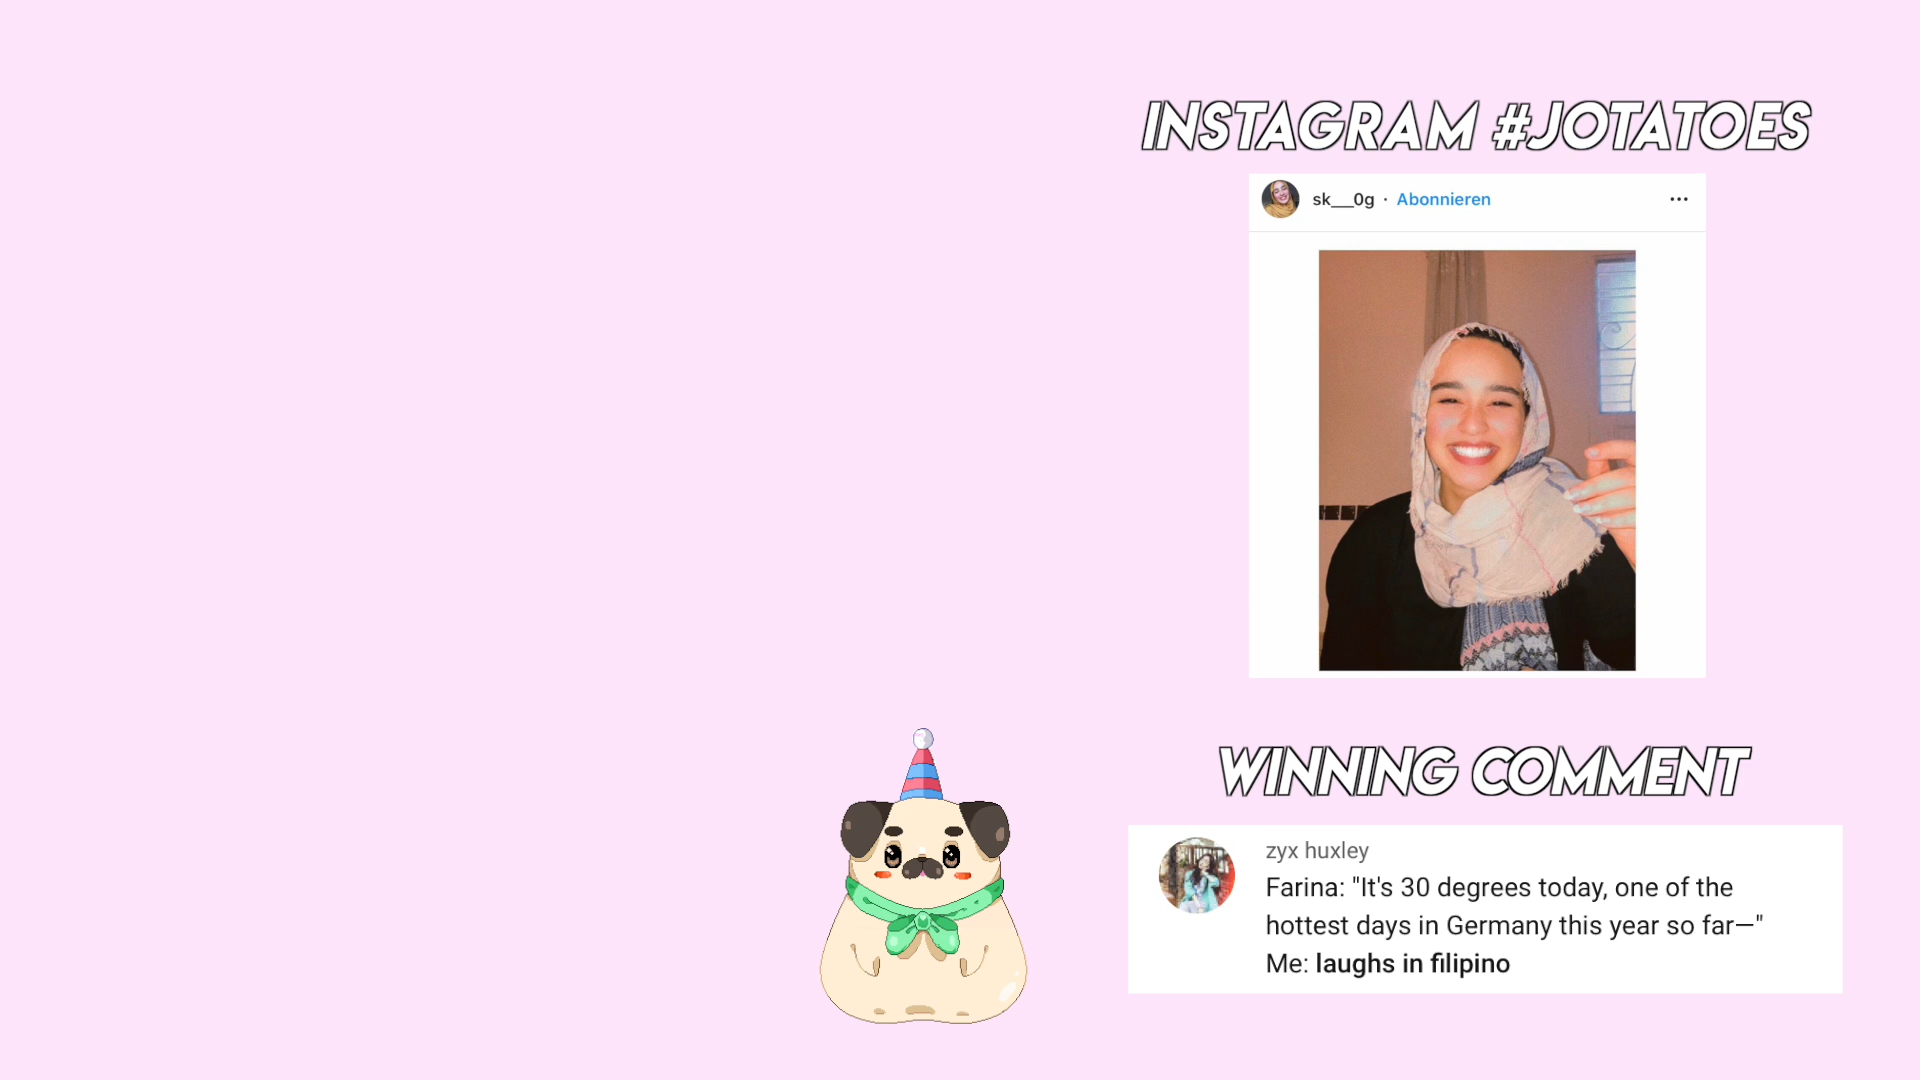 INSTAGRAM #JOTATOES
sk___0g · Abonnieren
WINNING COMMENT
zyx huxley
Farina: "It's 30 degrees today, one of the
hottest days in Germany this year so far—"
Me: laughs in filipino